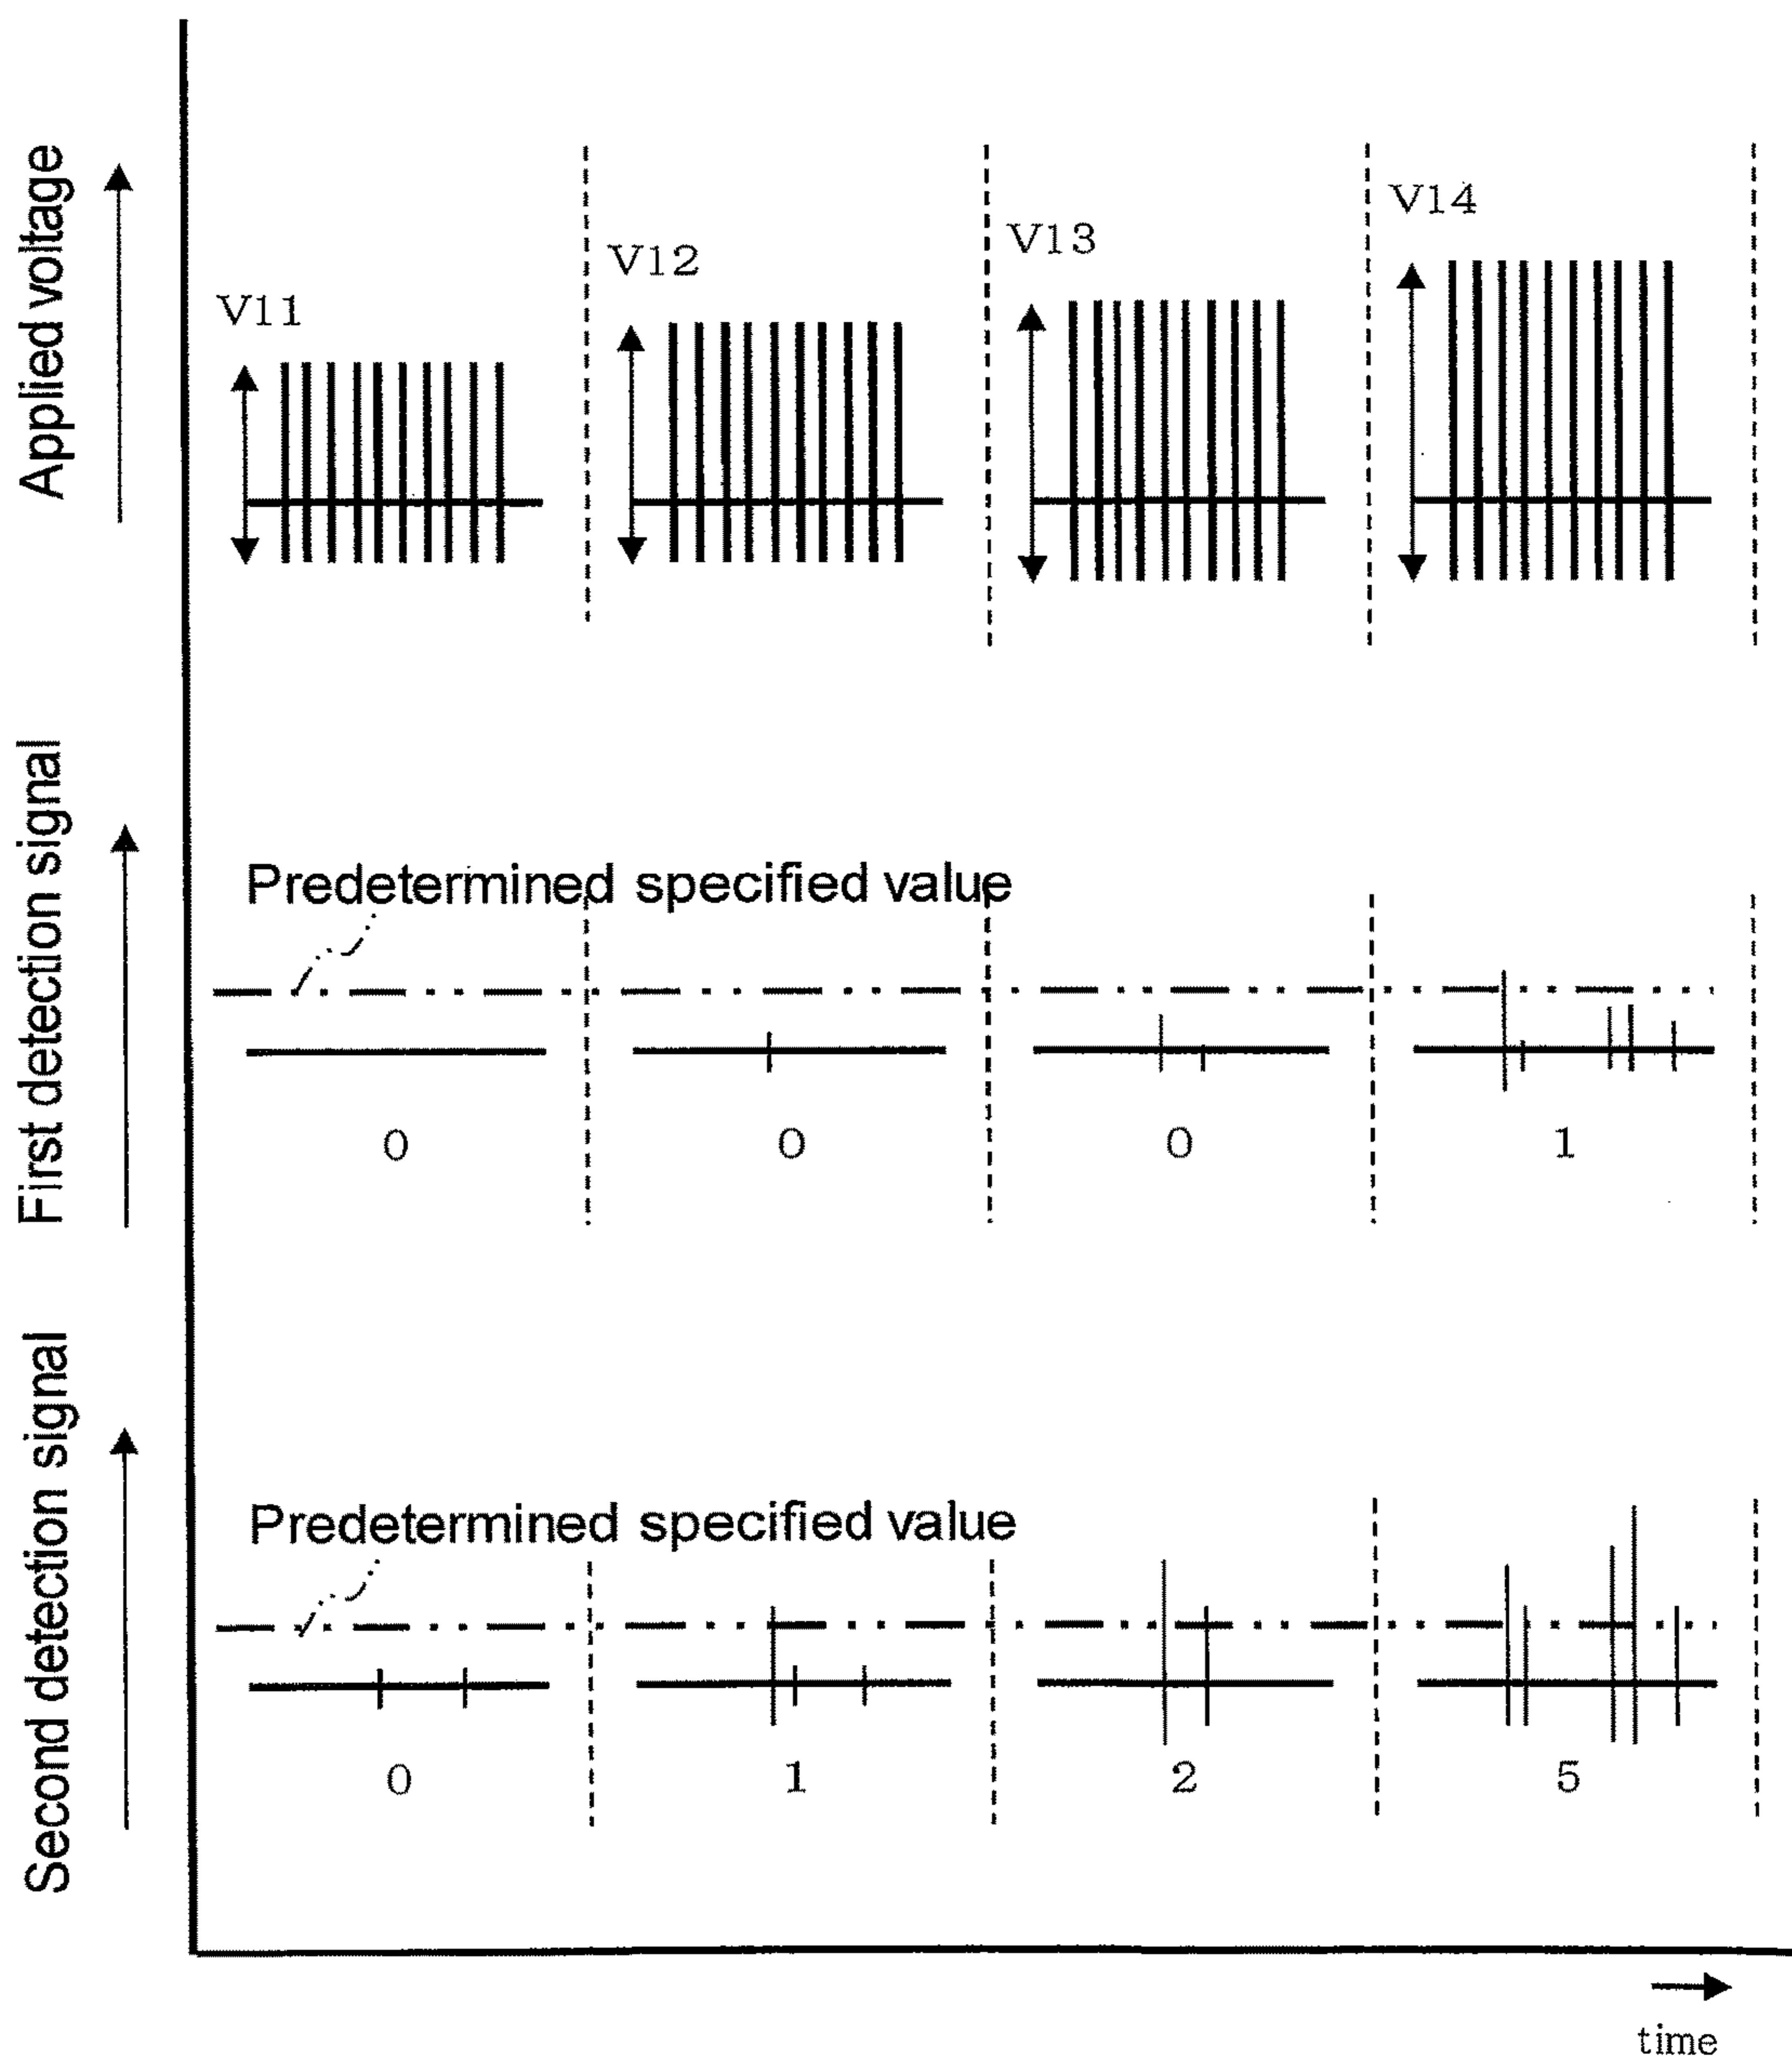 Applied voltage
V11
V12
V13
V14
First detection signal
Predetermined specified value
0
0
0
1
Second detection signal
Predetermined specified value
0
1
2
5
time